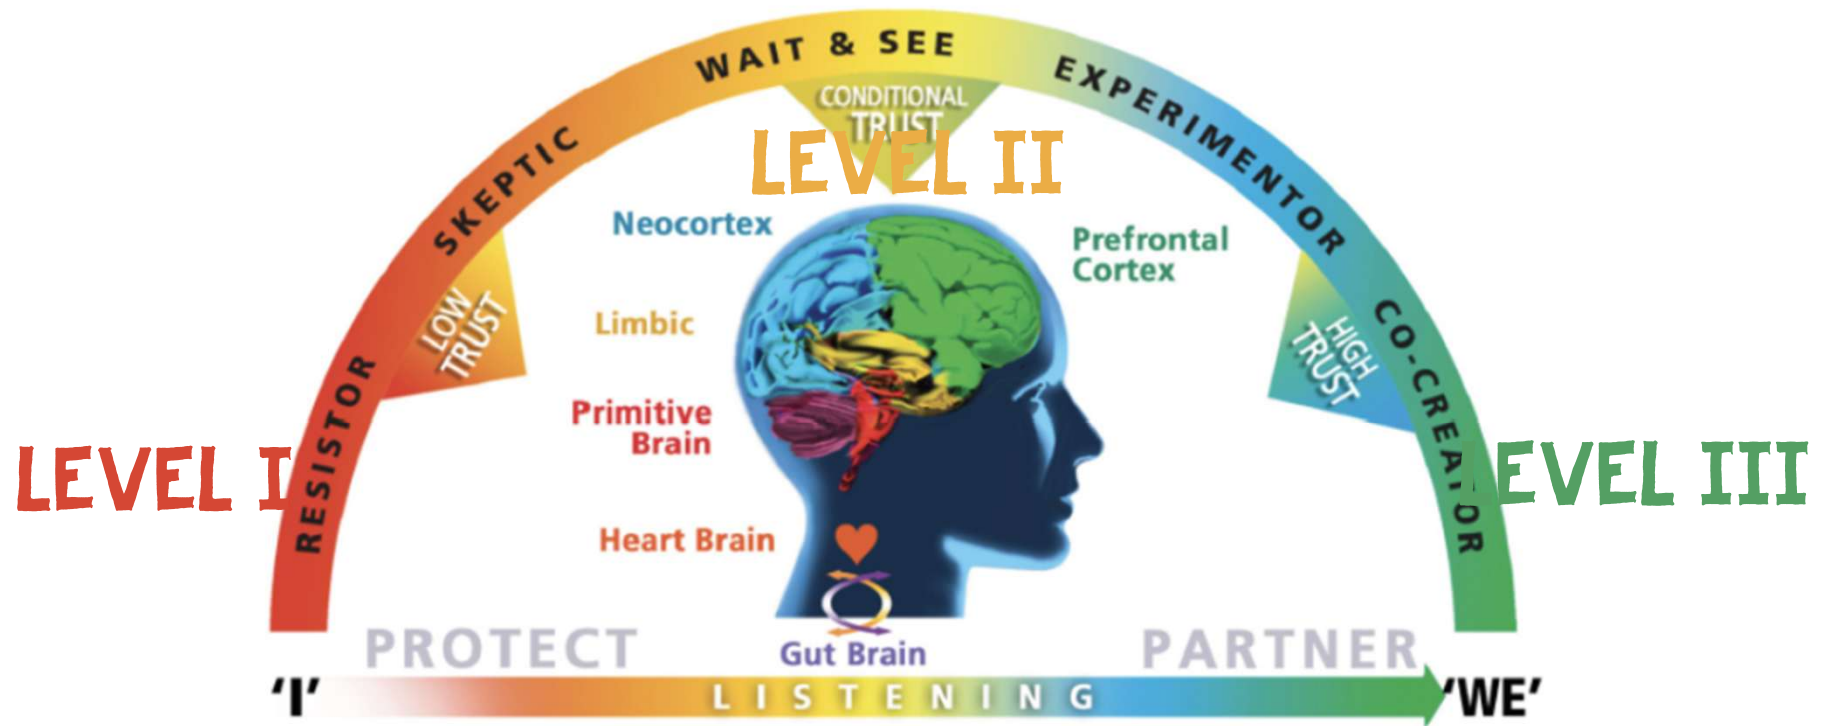 WAIT & SEE
EXPERIMENTOR
SKEPTIC
CO-CREATOR
RESISTOR
CONDITIONAL
TRUST
LEVEL II
LOW
TRUST
HIGH
TRUST
Neocortex
Prefrontal
Cortex
Limbic
Primitive
Brain
LEVEL I
LEVEL III
Heart Brain
Gut Brain
PROTECT
PARTNER
'I'
LISTENING
'WE'